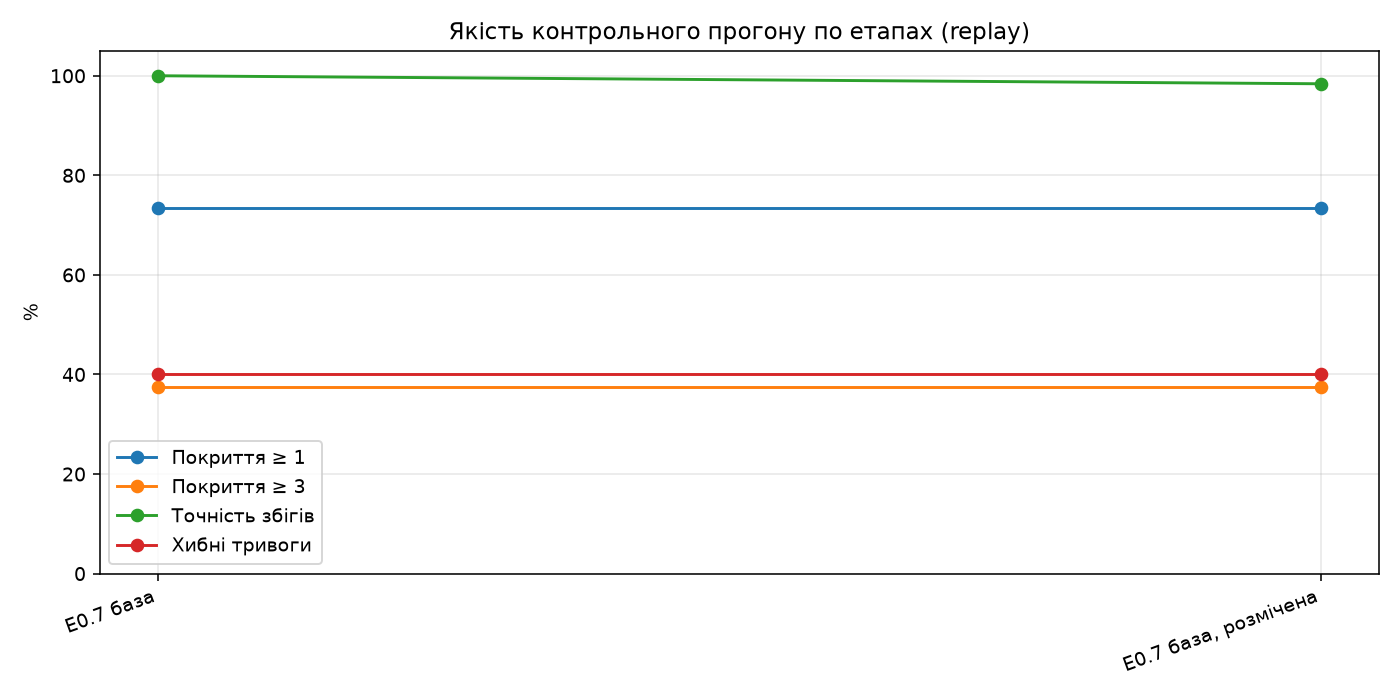 Якість контрольного прогону по етапах (replay)
100
80
60
40
20
0
%
Покриття ≥ 1
Покриття ≥ 3
Точність збігів
Хибні тривоги
E0.7 база
E0.7 база, розмічена